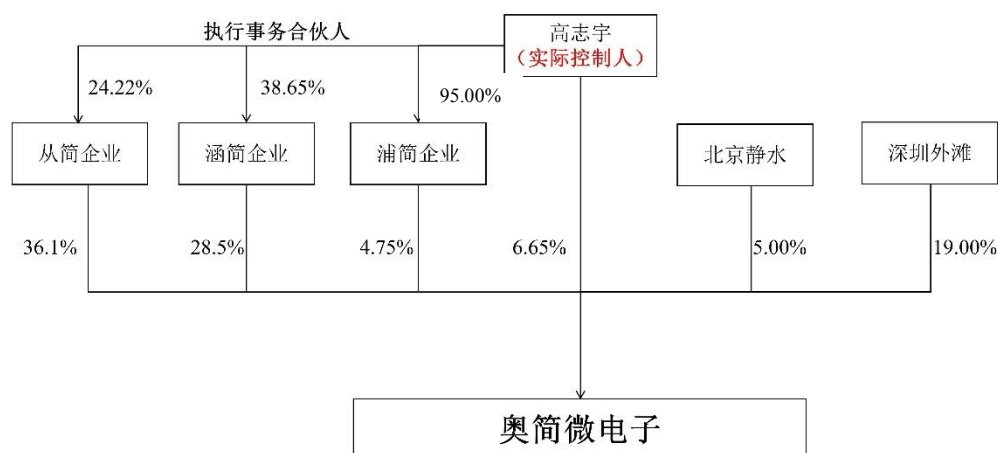 执行事务合伙人
高志宇
（实际控制人）
24.22%
38.65%
95.00%
从简企业
涵简企业
浦简企业
北京静水
深圳外滩
36.1%
28.5%
4.75%
6.65%
5.00%
19.00%
奥简微电子